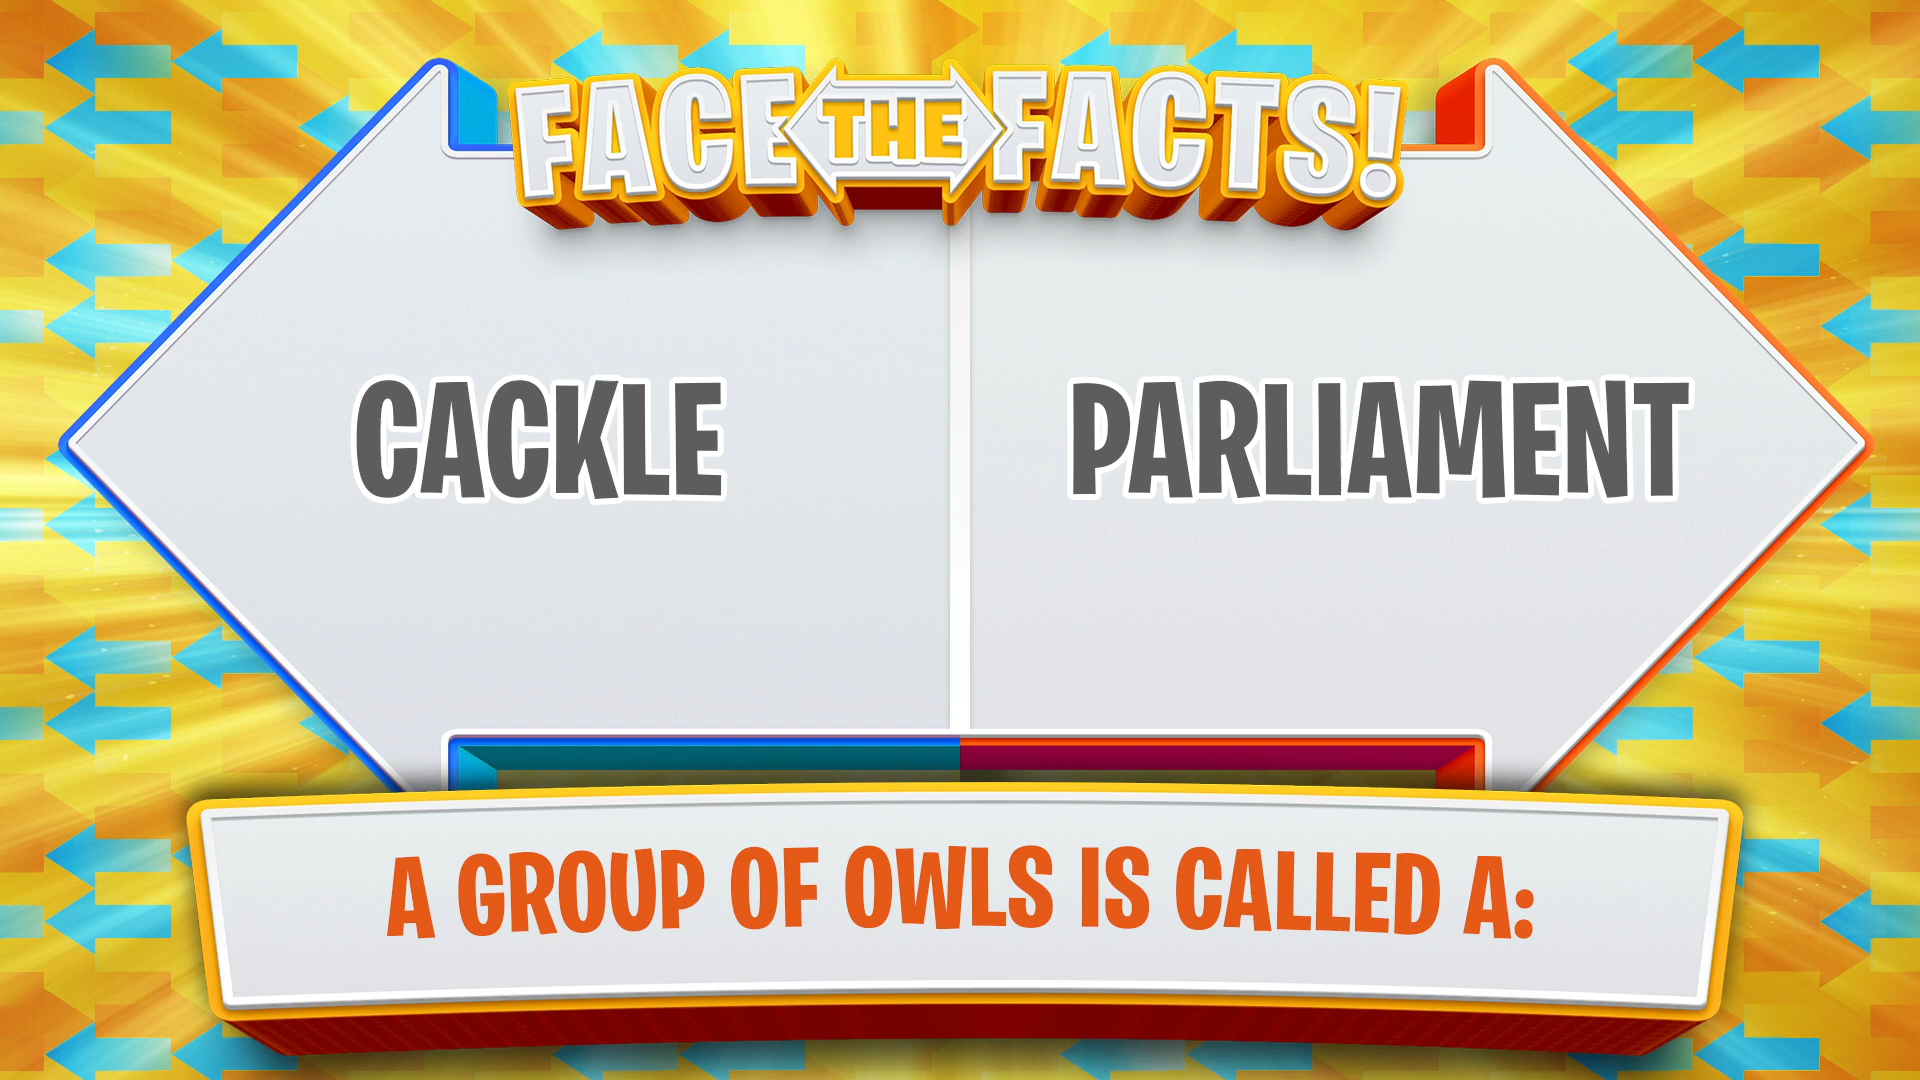 FACE THE FACTS!
CACKLE
PARLIAMENT
A GROUP OF OWLS IS CALLED A: